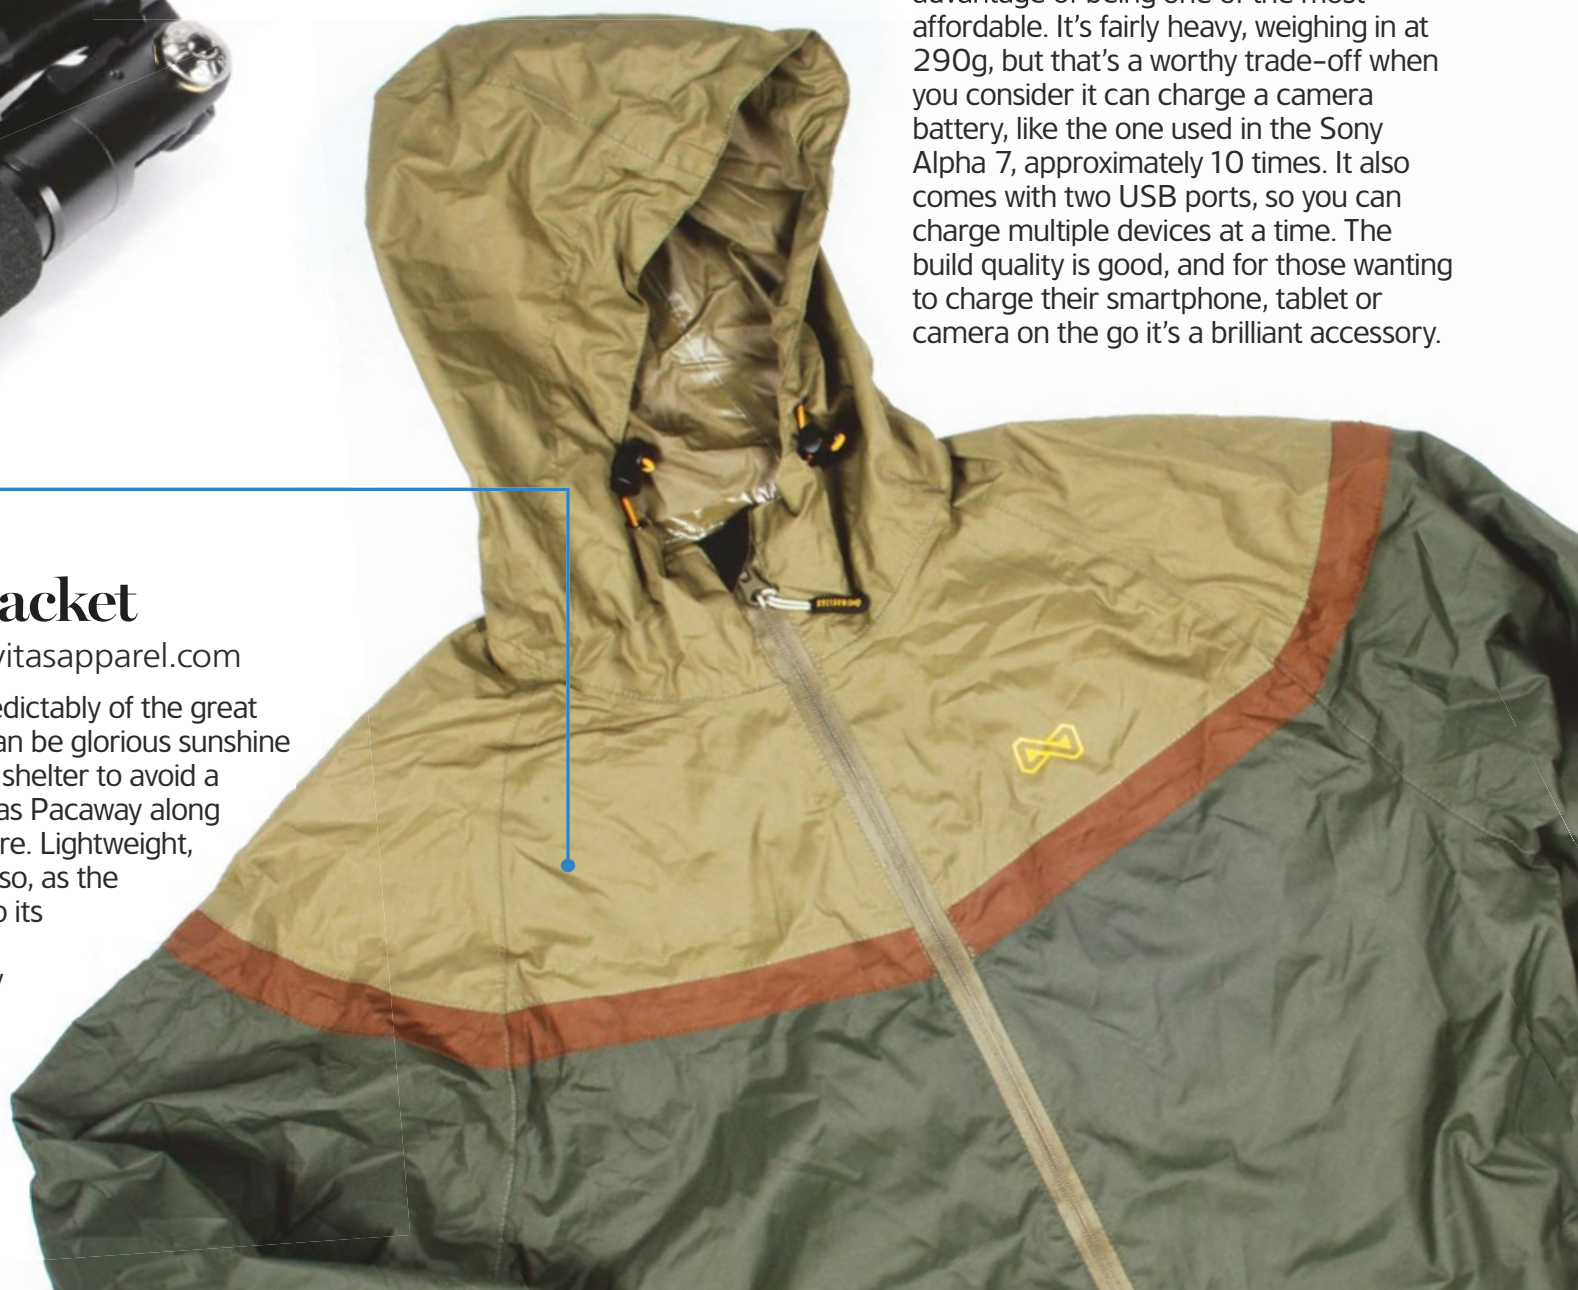 affordable. It’s fairly heavy, weighing in at
290g, but that’s a worthy trade-off when
you consider it can charge a camera
battery, like the one used in the Sony
Alpha 7, approximately 10 times. It also
comes with two USB ports, so you can
charge multiple devices at a time. The
build quality is good, and for those wanting
to charge their smartphone, tablet or
camera on the go it’s a brilliant accessory.
acket
vitasapparel.com
edictably of the great
an be glorious sunshine
shelter to avoid a
as Pacaway along
re. Lightweight,
so, as the
its